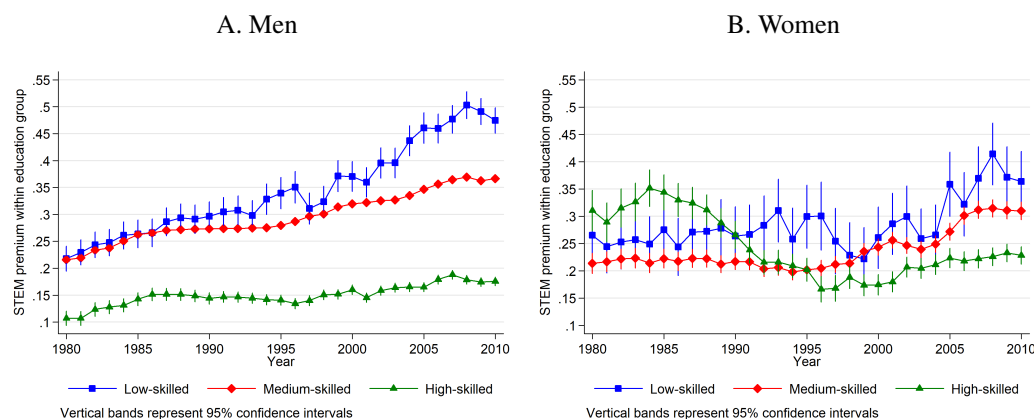 A. Men
B. Women
STEM premium within education group
.55
.5
.45
.4
.35
.3
.25
.2
.15
.1
1980 1985 1990 1995 2000 2005 2010
Year
Low-skilled Medium-skilled High-skilled
Vertical bands represent 95% confidence intervals
STEM premium within education group
.55
.5
.45
.4
.35
.3
.25
.2
.15
.1
1980 1985 1990 1995 2000 2005 2010
Year
Low-skilled Medium-skilled High-skilled
Vertical bands represent 95% confidence intervals